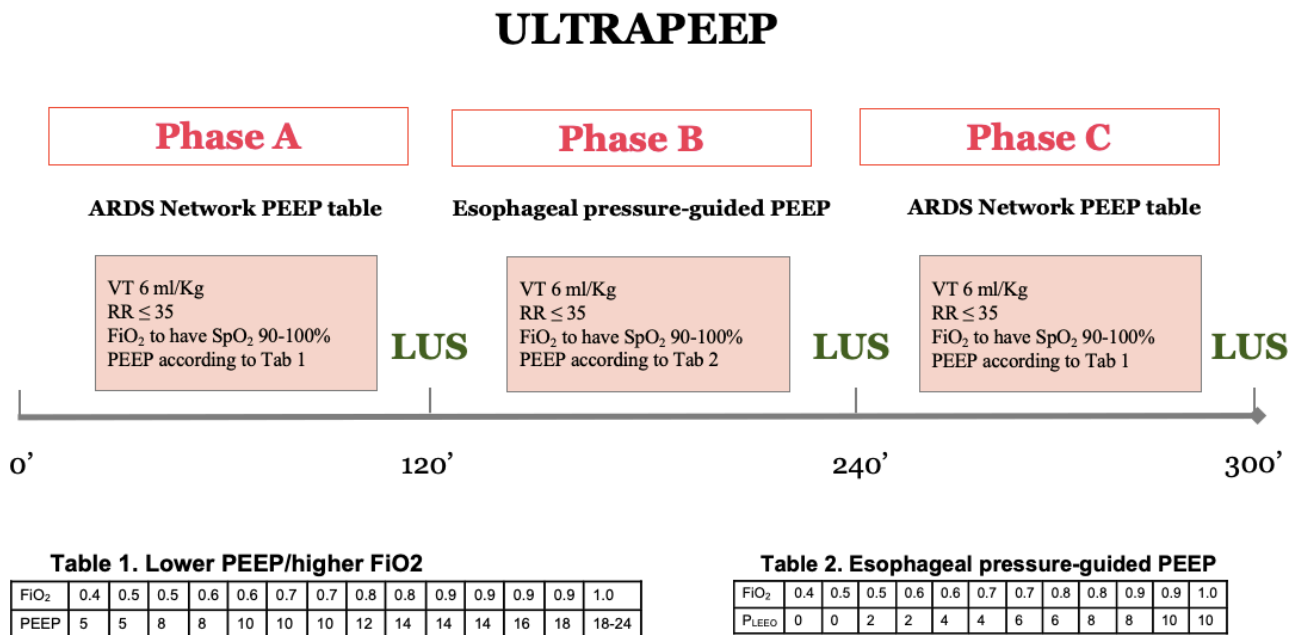 ULTRAPEEP
Phase A
Phase B
Phase C
ARDS Network PEEP table
Esophageal pressure-guided PEEP
ARDS Network PEEP table
VT 6 ml/Kg
RR ≤ 35
FiO₂ to have SpO₂ 90-100%
PEEP according to Tab 1
LUS
VT 6 ml/Kg
RR ≤ 35
FiO₂ to have SpO₂ 90-100%
PEEP according to Tab 2
LUS
VT 6 ml/Kg
RR ≤ 35
FiO₂ to have SpO₂ 90-100%
PEEP according to Tab 1
LUS
0’ 120’ 240’ 300’
Table 1. Lower PEEP/higher FiO2
FiO₂ 0.4 0.5 0.5 0.6 0.6 0.7 0.7 0.8 0.8 0.9 0.9 0.9 0.9 1.0
PEEP 5 5 8 8 10 10 10 12 14 14 14 16 18 18-24
Table 2. Esophageal pressure-guided PEEP
FiO₂ 0.4 0.5 0.5 0.6 0.6 0.7 0.7 0.8 0.8 0.9 0.9 1.0
PLEEO 0 0 2 2 4 4 6 6 8 8 10 10